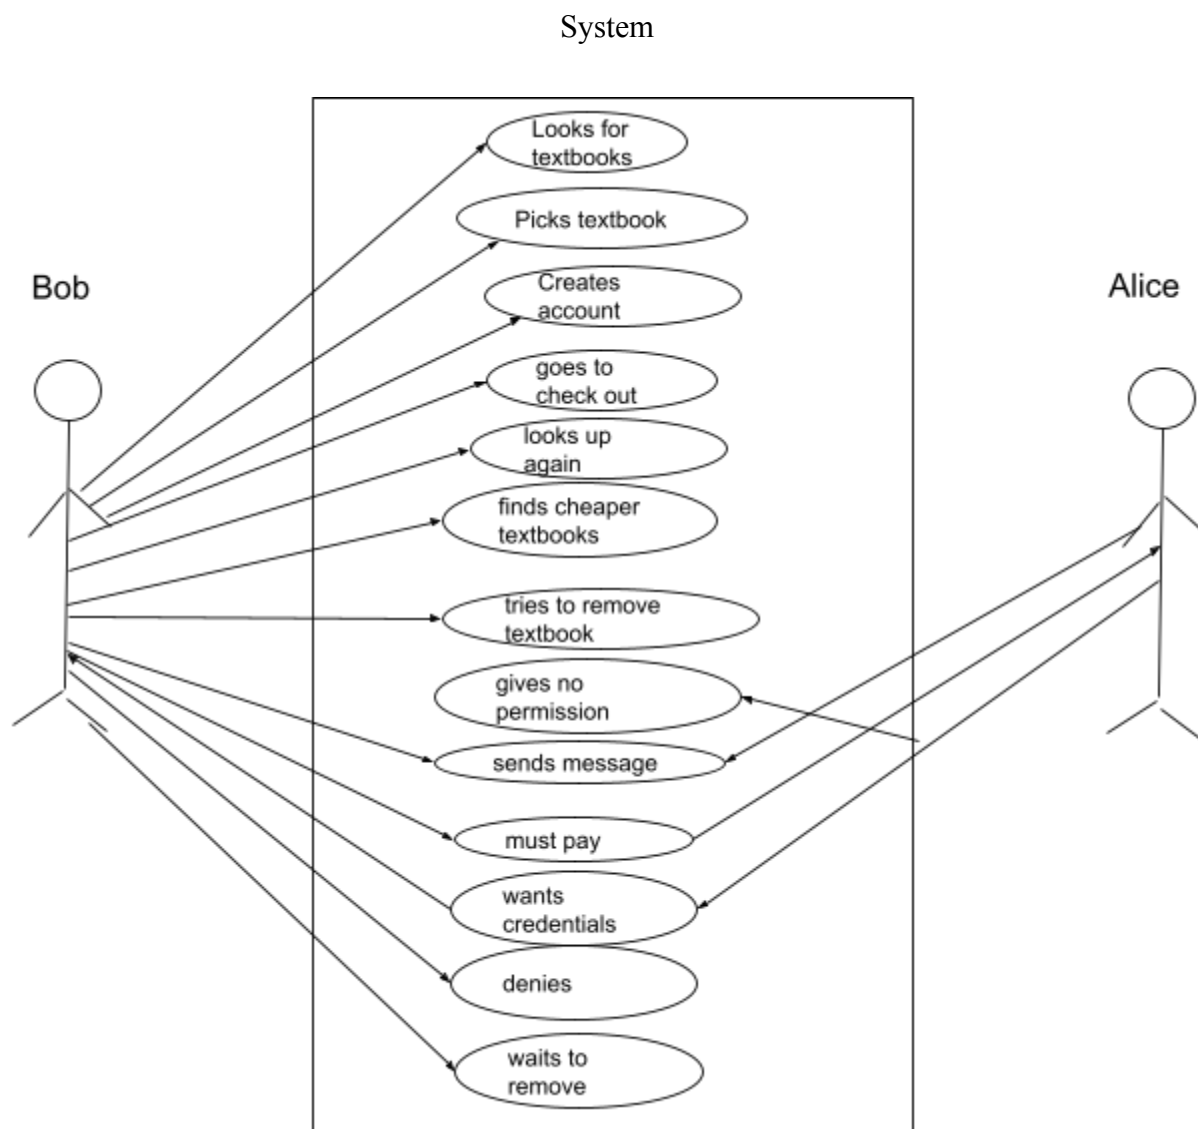 System
Looks for
textbooks
Picks textbook
Bob
Creates
account
Alice
goes to
check out
looks up
again
finds cheaper
textbooks
tries to remove
textbook
gives no
permission
sends message
must pay
wants
credentials
denies
waits to
remove